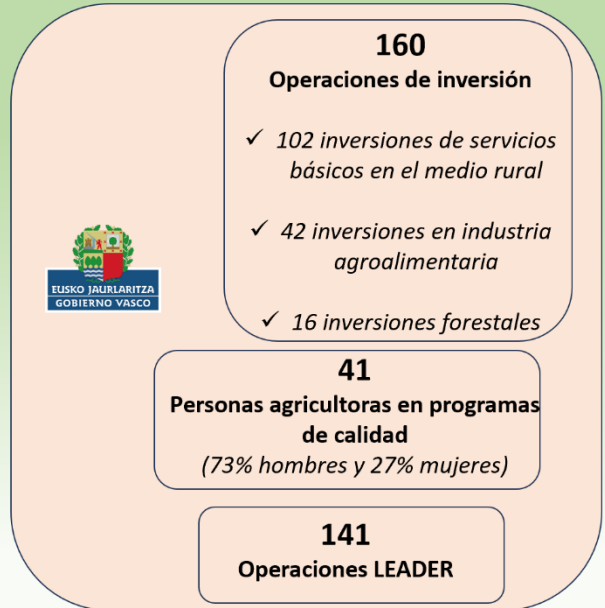 160
Operaciones de inversión
✓ 102 inversiones de servicios
básicos en el medio rural
✓ 42 inversiones en industria
agroalimentaria
✓ 16 inversiones forestales
EUSKO JAURLARITZA
GOBIERNO VASCO
41
Personas agricultoras en programas
de calidad
(73% hombres y 27% mujeres)
141
Operaciones LEADER